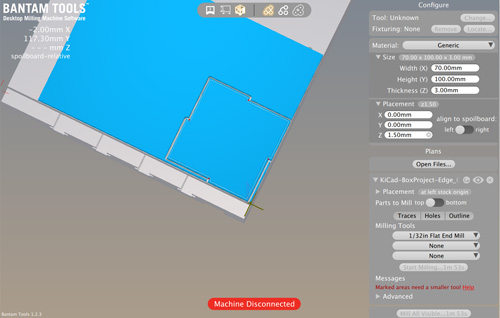 BANTAM TOOLS™
Desktop Milling Machine Software
-2.00mm X
117.30mm Y
- - - mm Z
spoilboard-relative
Machine Disconnected
Bantam Tools 1.2.3
Configure
Tool: Unknown Change...
Fixturing: None Remove Locate...
Material: Generic
Size 70.00 x 100.00 x 3.00 mm
Width (X) 70.00mm
Height (Y) 100.00mm
Thickness (Z) 3.00mm
Placement z1.50
X 0.00mm
Y 0.00mm
Z 1.50mm
align to spoilboard
left right
Plans
Open Files...
KiCad-BoxProject-Edge_
Placement at left stock origin
Parts to Mill top bottom
Traces Holes Outline
Milling Tools
1/32in Flat End Mill
None
None
Start Milling...1m 53s
Messages
Marked areas need a smaller tool Help
Advanced
Mill All Visible...1m 53s